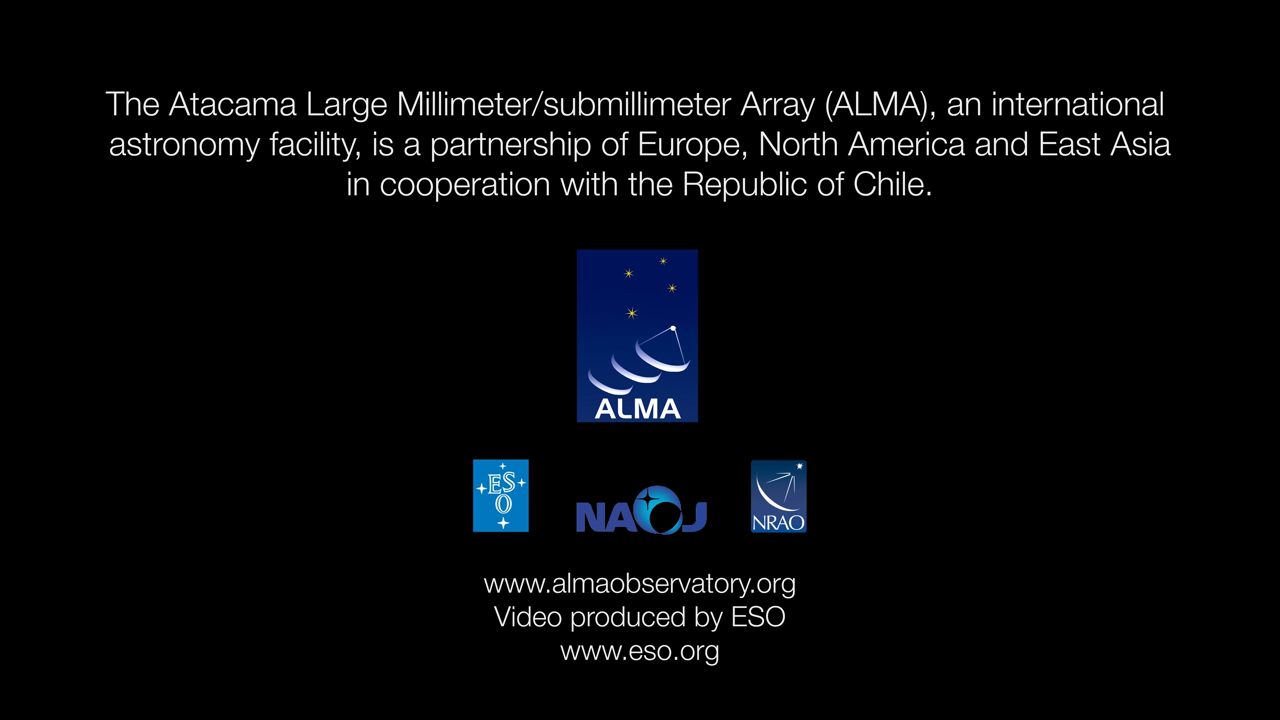 The Atacama Large Millimeter/submillimeter Array (ALMA), an international
astronomy facility, is a partnership of Europe, North America and East Asia
in cooperation with the Republic of Chile.
ALMA
ES
O
NAOJ
NRAO
www.almaobservatory.org
Video produced by ESO
www.eso.org